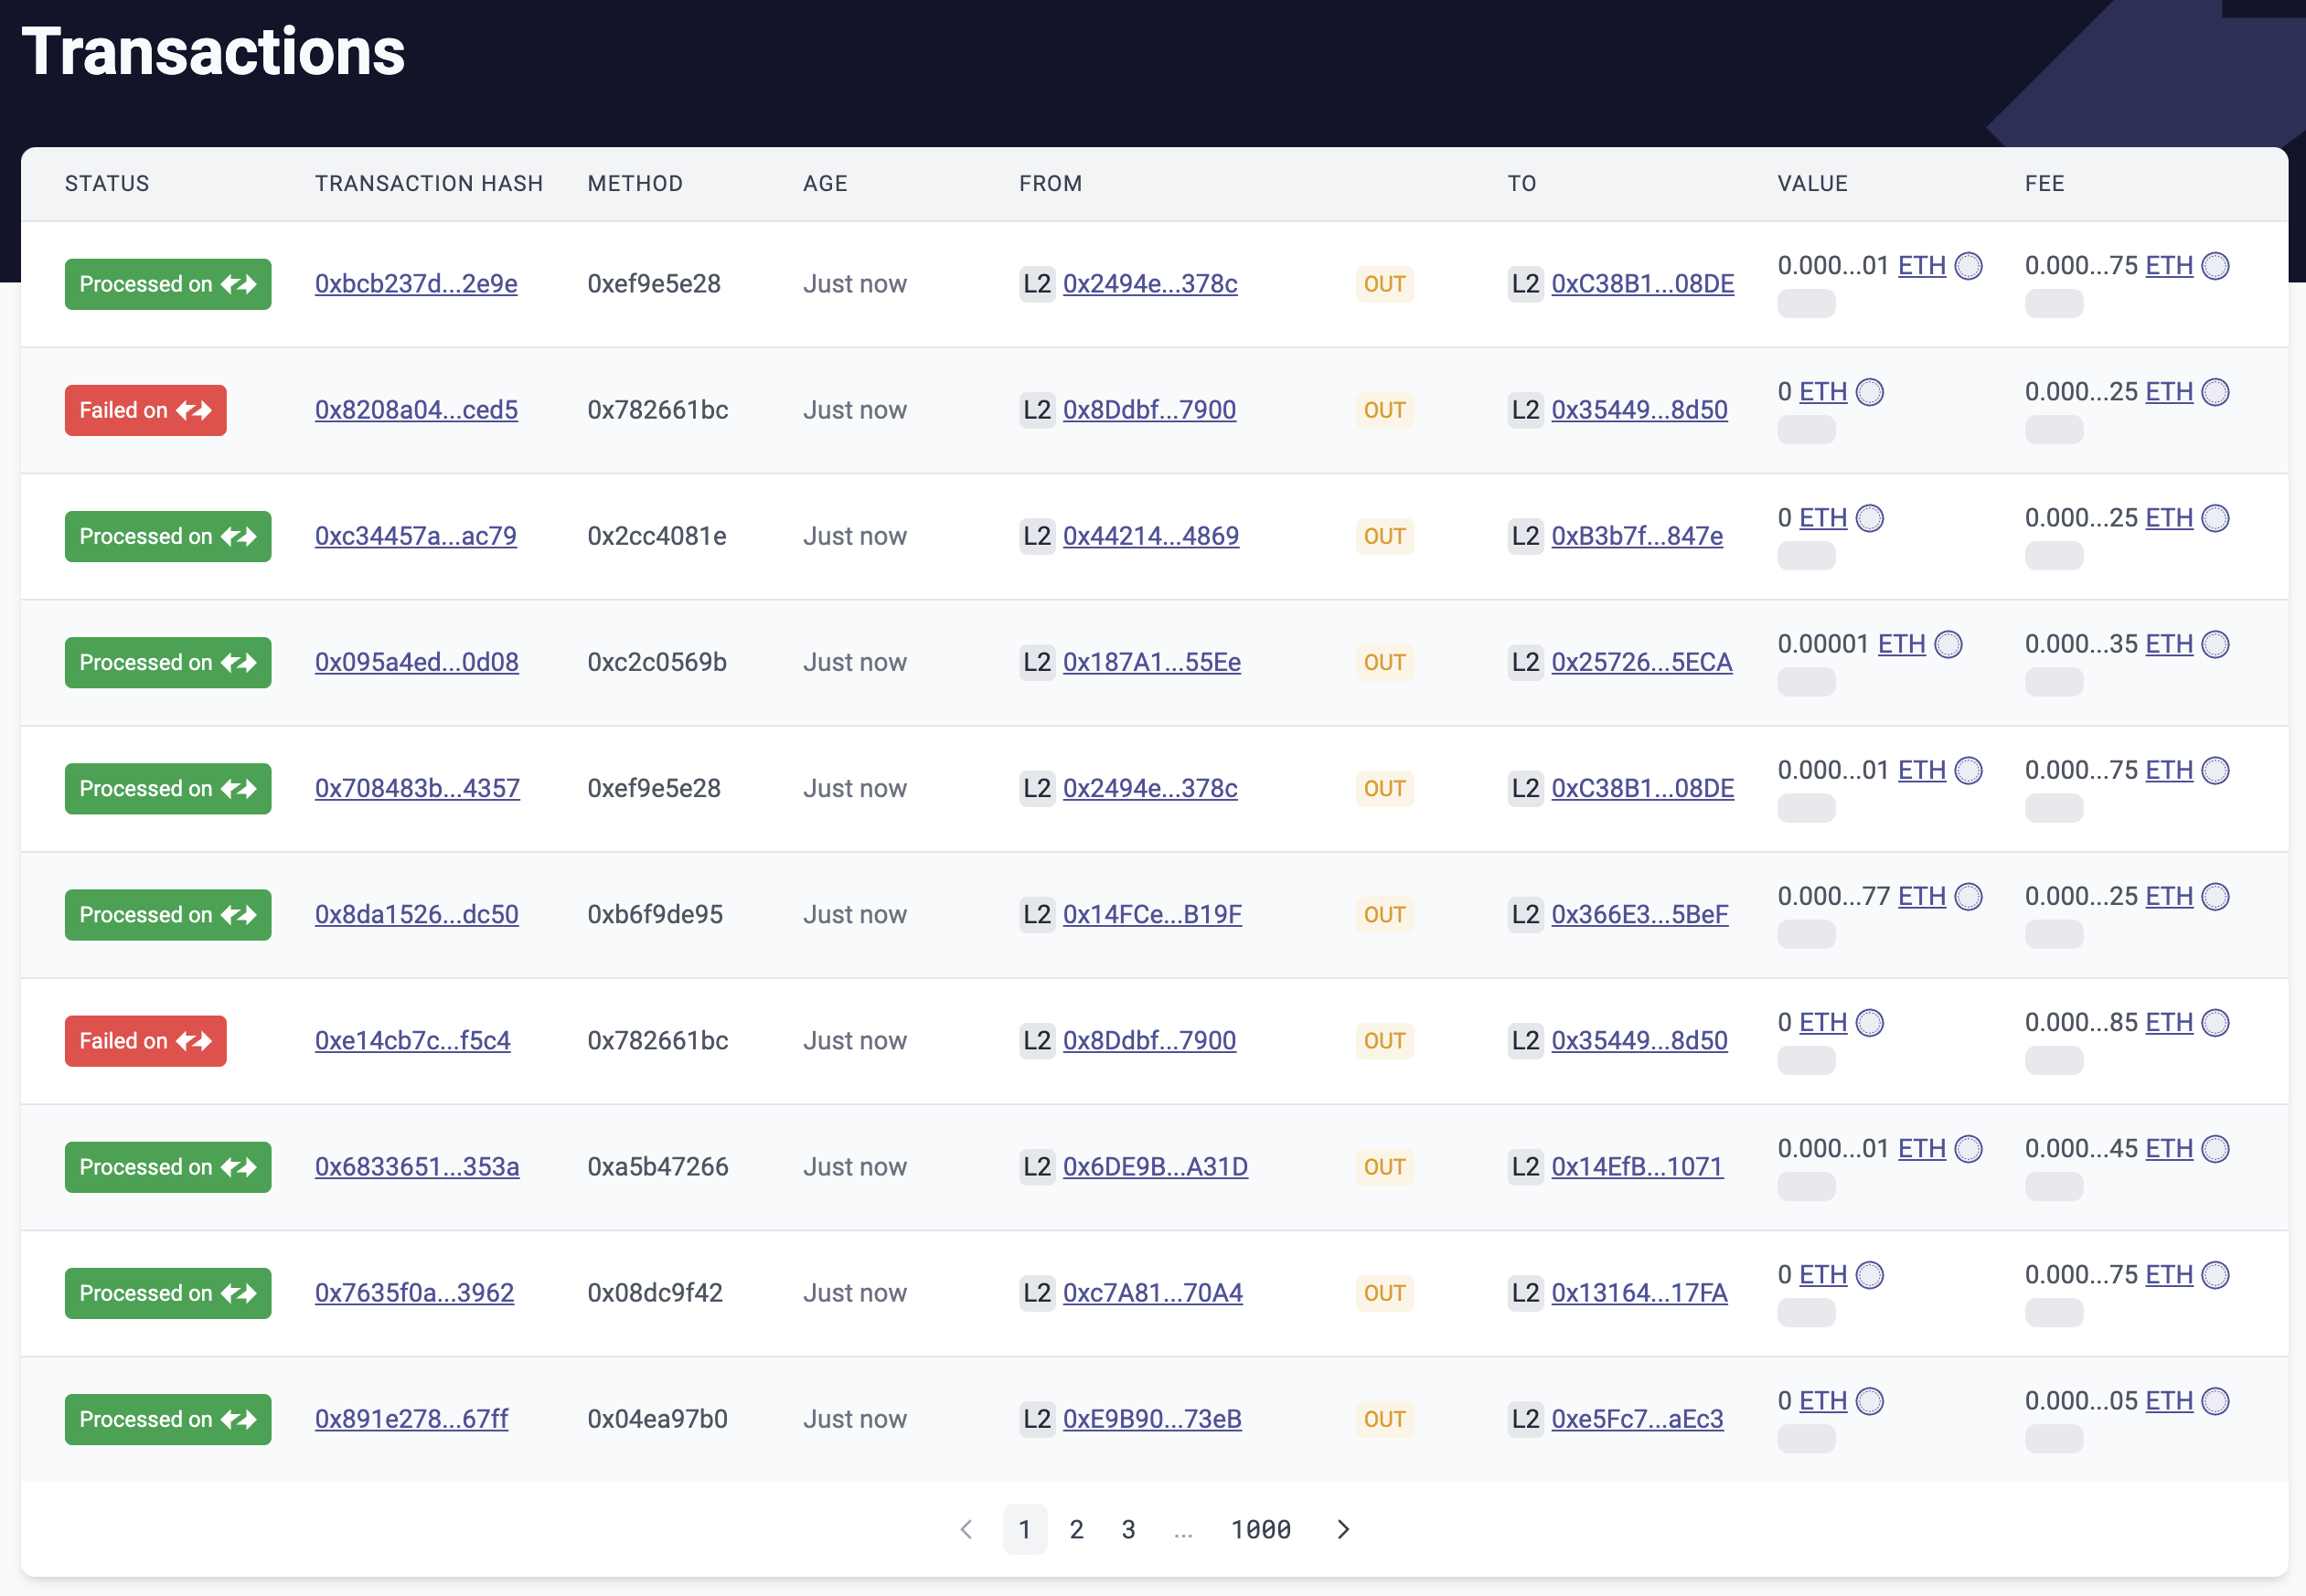 Transactions
STATUS TRANSACTION HASH METHOD AGE FROM TO VALUE FEE
Processed on 0xbcb237d...2e9e 0xef9e5e28 Just now L2 0x2494e...378c OUT L2 0xC38B1...08DE 0.000...01 ETH 0.000...75 ETH
Failed on 0x8208a04...ced5 0x782661bc Just now L2 0x8Ddbf...7900 OUT L2 0x35449...8d50 0 ETH 0.000...25 ETH
Processed on 0xc34457a...ac79 0x2cc4081e Just now L2 0x44214...4869 OUT L2 0xB3b7f...847e 0 ETH 0.000...25 ETH
Processed on 0x095a4ed...0d08 0xc2c0569b Just now L2 0x187A1...55Ee OUT L2 0x25726...5ECA 0.00001 ETH 0.000...35 ETH
Processed on 0x708483b...4357 0xef9e5e28 Just now L2 0x2494e...378c OUT L2 0xC38B1...08DE 0.000...01 ETH 0.000...75 ETH
Processed on 0x8da1526...dc50 0xb6f9de95 Just now L2 0x14FCe...B19F OUT L2 0x366E3...5BeF 0.000...77 ETH 0.000...25 ETH
Failed on 0xe14cb7c...f5c4 0x782661bc Just now L2 0x8Ddbf...7900 OUT L2 0x35449...8d50 0 ETH 0.000...85 ETH
Processed on 0x6833651...353a 0xa5b47266 Just now L2 0x6DE9B...A31D OUT L2 0x14EfB...1071 0.000...01 ETH 0.000...45 ETH
Processed on 0x7635f0a...3962 0x08dc9f42 Just now L2 0xc7A81...70A4 OUT L2 0x13164...17FA 0 ETH 0.000...75 ETH
Processed on 0x891e278...67ff 0x04ea97b0 Just now L2 0xE9B90...73eB OUT L2 0xe5Fc7...aEc3 0 ETH 0.000...05 ETH
1 2 3 ... 1000